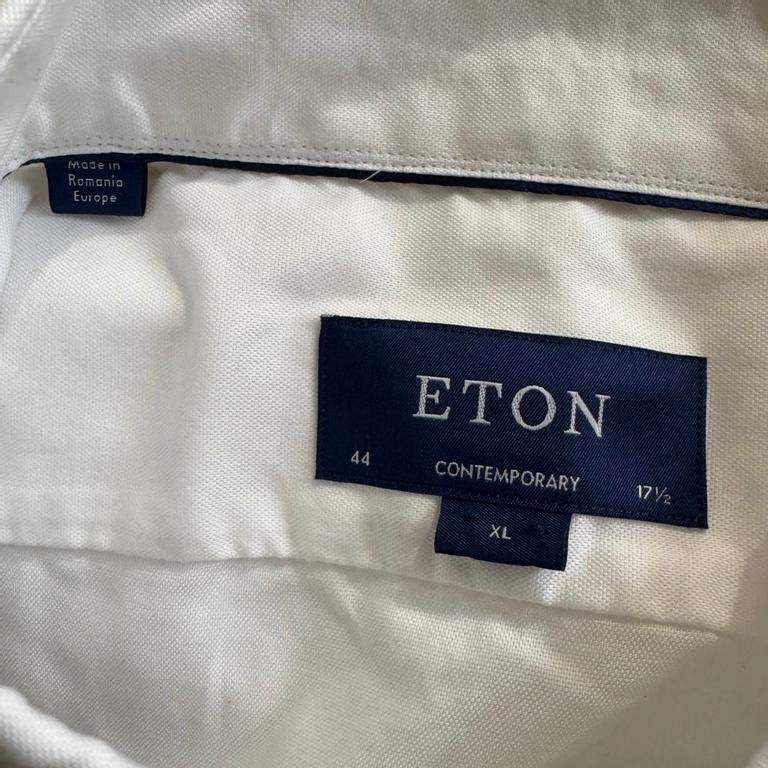 Made in
Romania
Europe
ETON
44 CONTEMPORARY 17½
XL